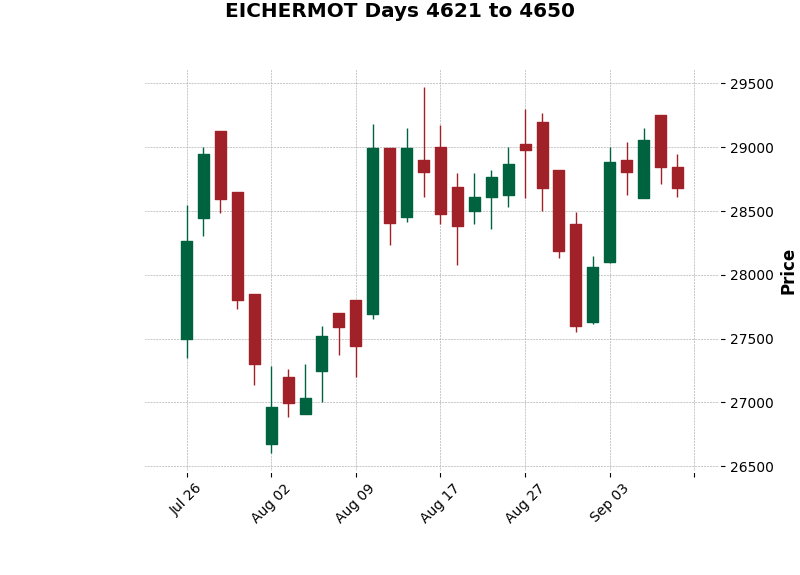 EICHERMOT Days 4621 to 4650
29500
29000
28500
28000
27500
27000
26500
Price
Jul 26
Aug 02
Aug 09
Aug 17
Aug 27
Sep 03